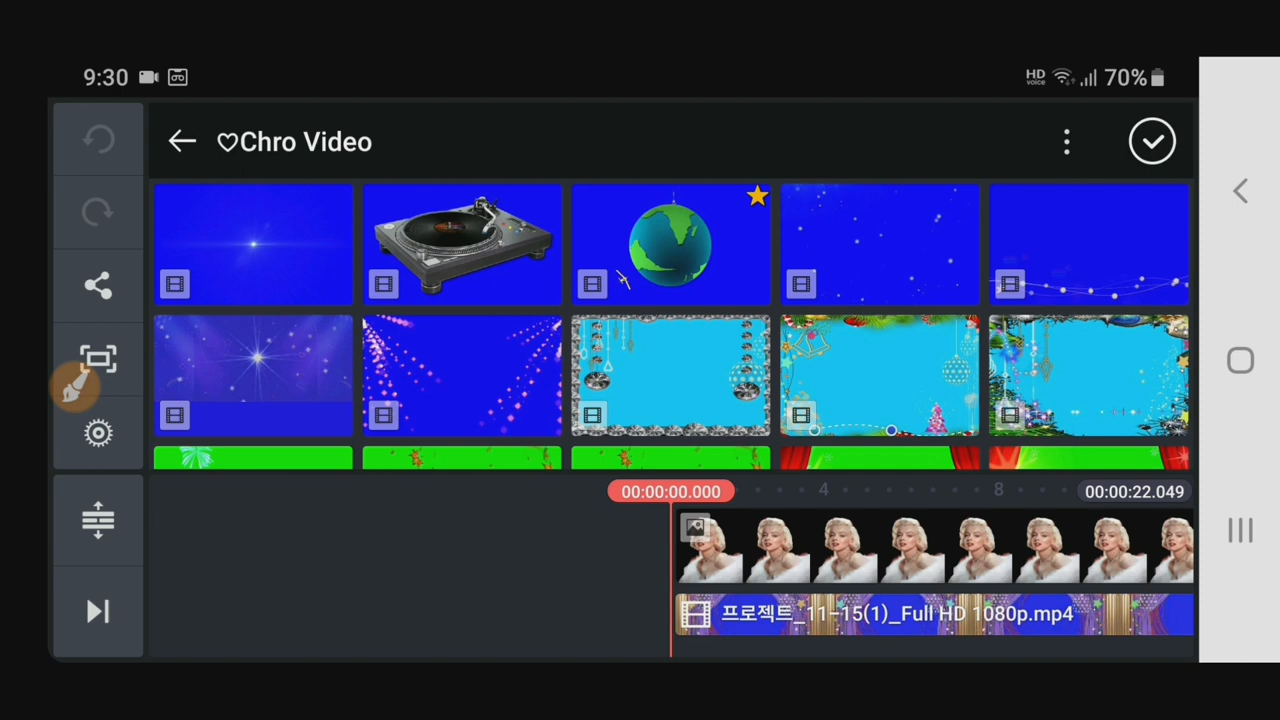 9:30
HD voice
70%
♡Chro Video
00:00:00.000
4
8
00:00:22.049
프로젝트_11-15(1)_Full HD 1080p.mp4